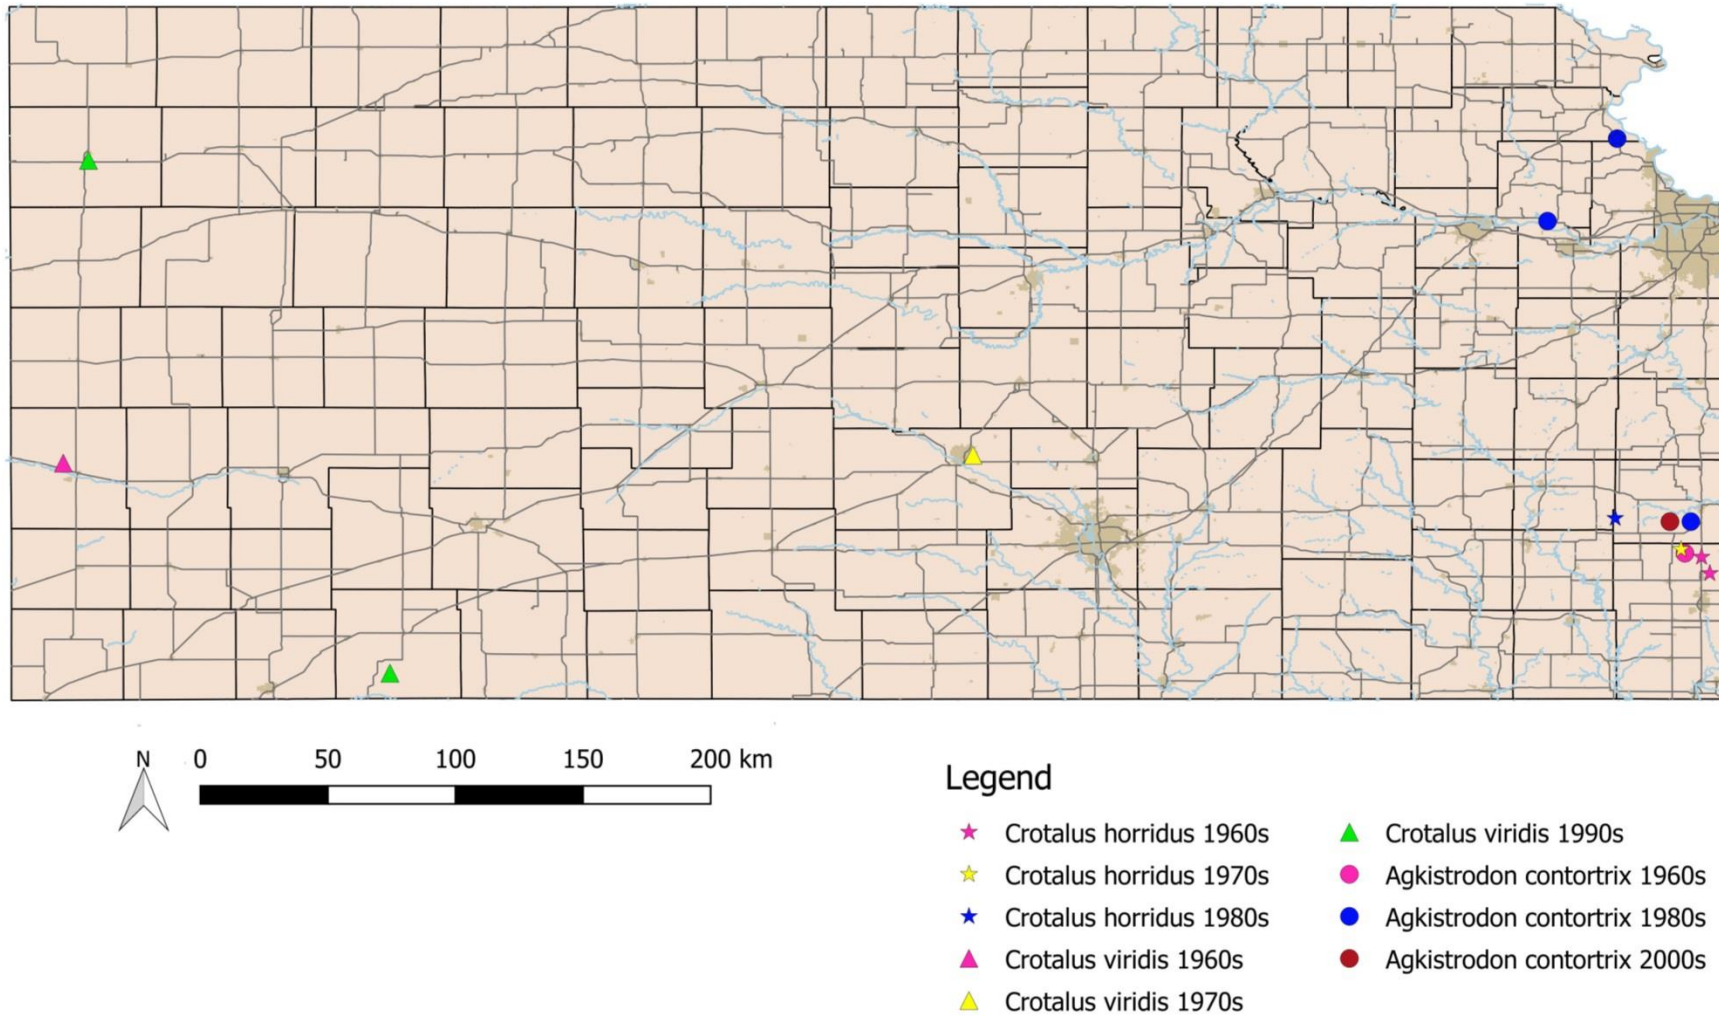 N 0 50 100 150 200 km
Legend
Crotalus horridus 1960s
Crotalus horridus 1970s
Crotalus horridus 1980s
Crotalus viridis 1960s
Crotalus viridis 1970s
Crotalus viridis 1990s
Agkistrodon contortrix 1960s
Agkistrodon contortrix 1980s
Agkistrodon contortrix 2000s